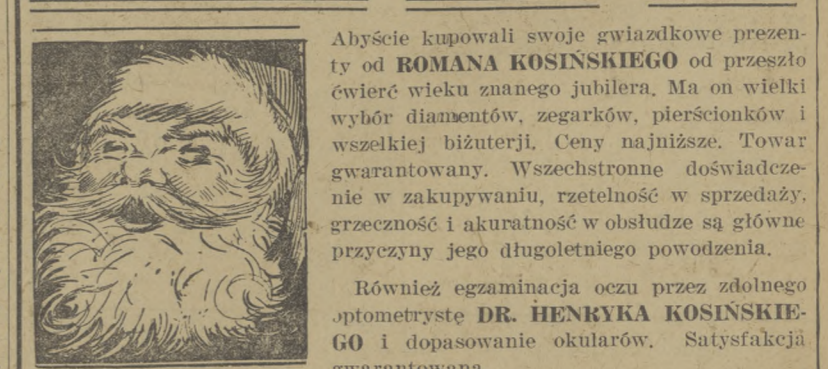 Abyście kupowali swoje gwiazdkowe prezen-
ty od ROMANA KOSIŃSKIEGO od przeszło
ćwierć wieku znanego jubilera. Ma on wielki
wybór diamentów, zegarków, pierścionków i
wszelkiej biżuterji. Ceny najniższe. Towar
gwarantowany. Wszechstronne doświadcze-
nie w zakupywaniu, rzetelność w sprzedaży,
grzeczność i akuratność w obsłudze są główne
przyczyny jego długoletniego powodzenia.
Również egzaminacja oczu przez zdolnego
optometrystę DR. HENRYKA KOSIŃSKIE-
GO i dopasowanie okularów. Satysfakcja
gwarantowana